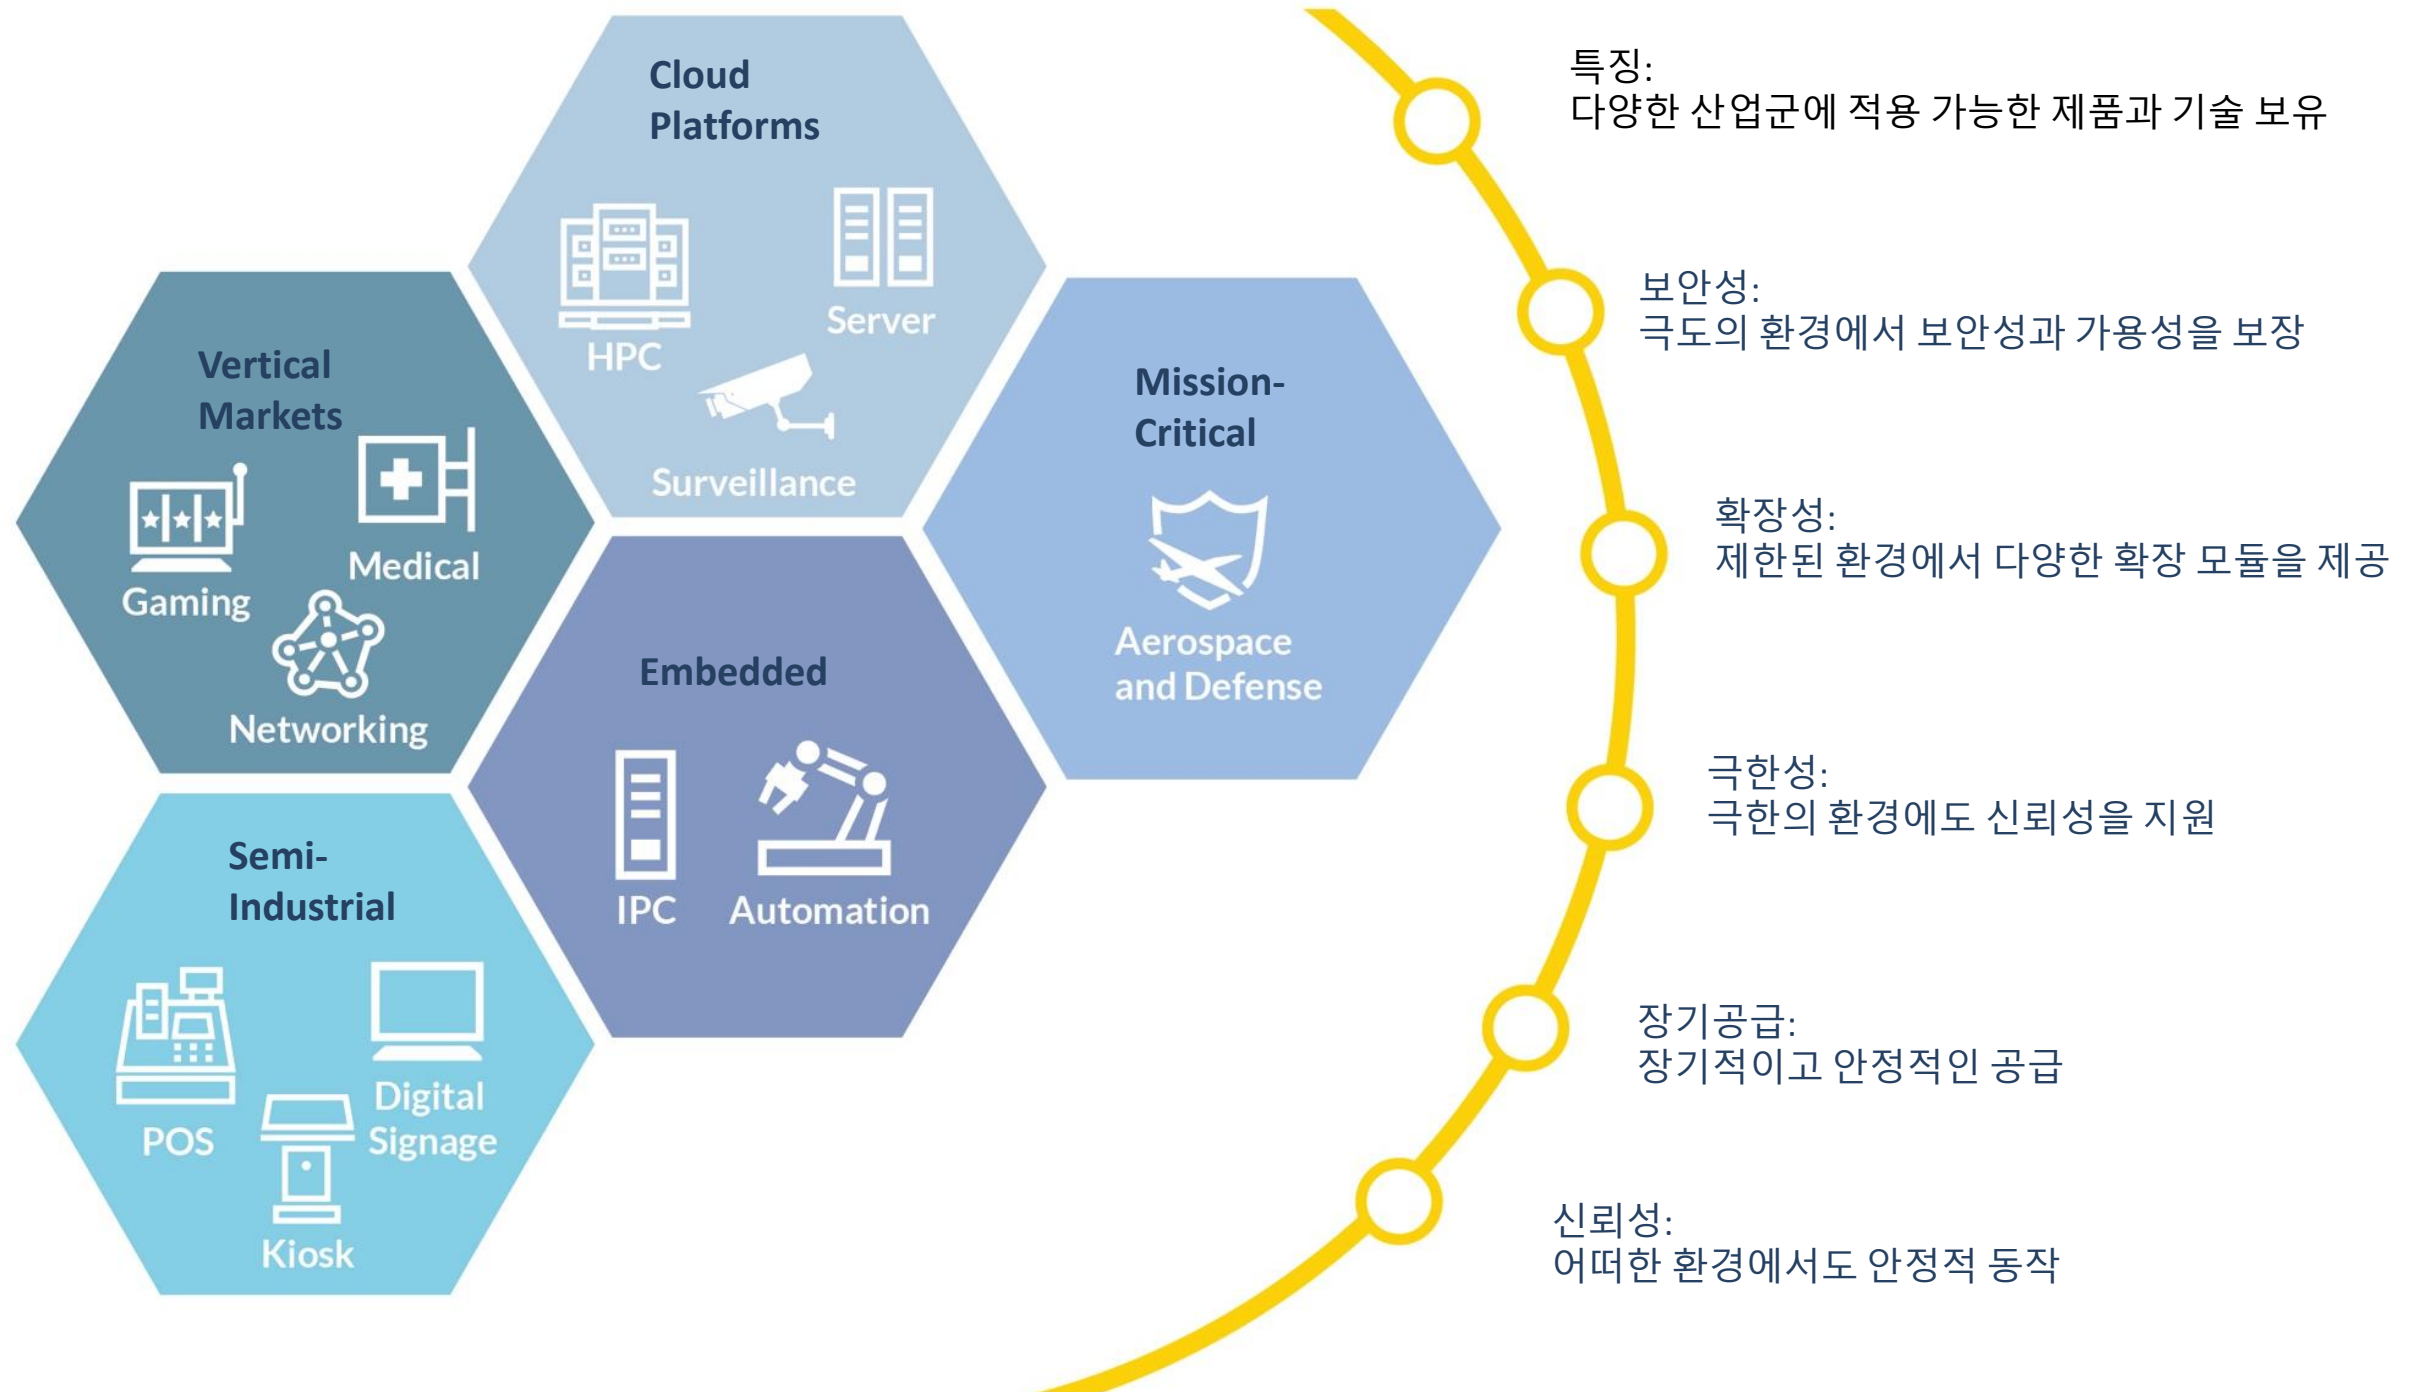 Cloud
Platforms
HPC
Server
Surveillance
Vertical
Markets
Gaming
Medical
Networking
Mission-
Critical
Aerospace
and Defense
Embedded
IPC
Automation
Semi-
Industrial
POS
Digital
Signage
Kiosk
특징:
다양한 산업군에 적용 가능한 제품과 기술 보유
보안성:
극도의 환경에서 보안성과 가용성을 보장
확장성:
제한된 환경에서 다양한 확장 모듈을 제공
극한성:
극한의 환경에도 신뢰성을 지원
장기공급:
장기적이고 안정적인 공급
신뢰성:
어떠한 환경에서도 안정적 동작